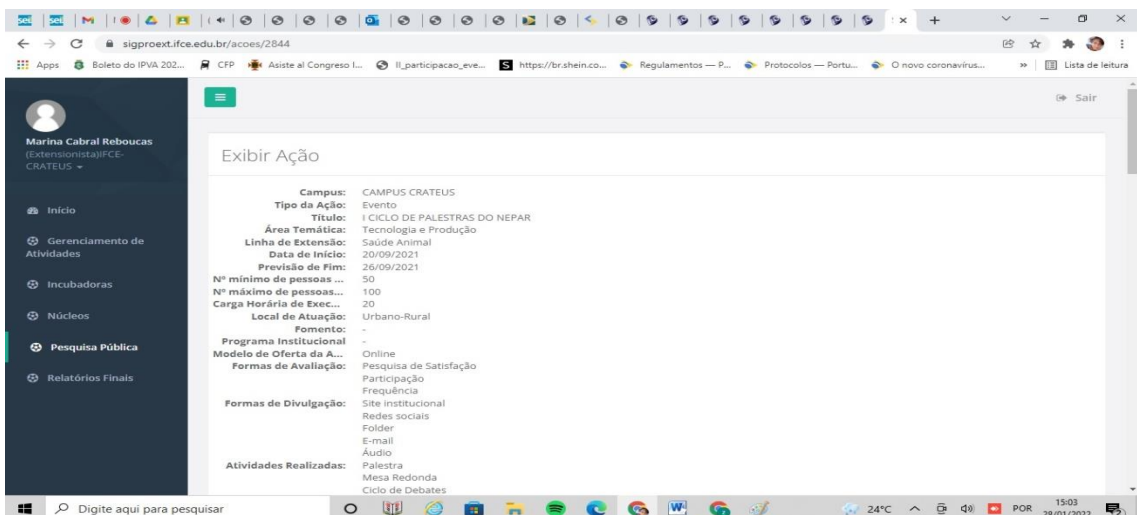 sigproext.ifce.edu.br/acoes/2844
Apps Boleto do IPVA 202... CFP Asiste al Congreso I... II_participacao_eve... https://br.shein.co... Regulamentos — P... Protocolos — Portu... O novo coronavírus... » Lista de leitura
Sair
Marina Cabral Reboucas
(Extensionista)IFCE-
CRATEUS
Início
Gerenciamento de
Atividades
Incubadoras
Núcleos
Pesquisa Pública
Relatórios Finais
Exibir Ação
Campus: CAMPUS CRATEUS
Tipo da Ação: Evento
Título: I CICLO DE PALESTRAS DO NEPAR
Área Temática: Tecnologia e Produção
Linha de Extensão: Saúde Animal
Data de Início: 20/09/2021
Previsão de Fim: 26/09/2021
Nº mínimo de pessoas ... 50
Nº máximo de pessoas... 100
Carga Horária de Exec... 20
Local de Atuação: Urbano-Rural
Fomento: -
Programa Institucional -
Modelo de Oferta da A... Online
Formas de Avaliação: Pesquisa de Satisfação
Participação
Frequência
Formas de Divulgação: Site institucional
Redes sociais
Folder
E-mail
Áudio
Atividades Realizadas: Palestra
Mesa Redonda
Ciclo de Debates
Digite aqui para pesquisar
24°C POR 15:03
28/01/2022